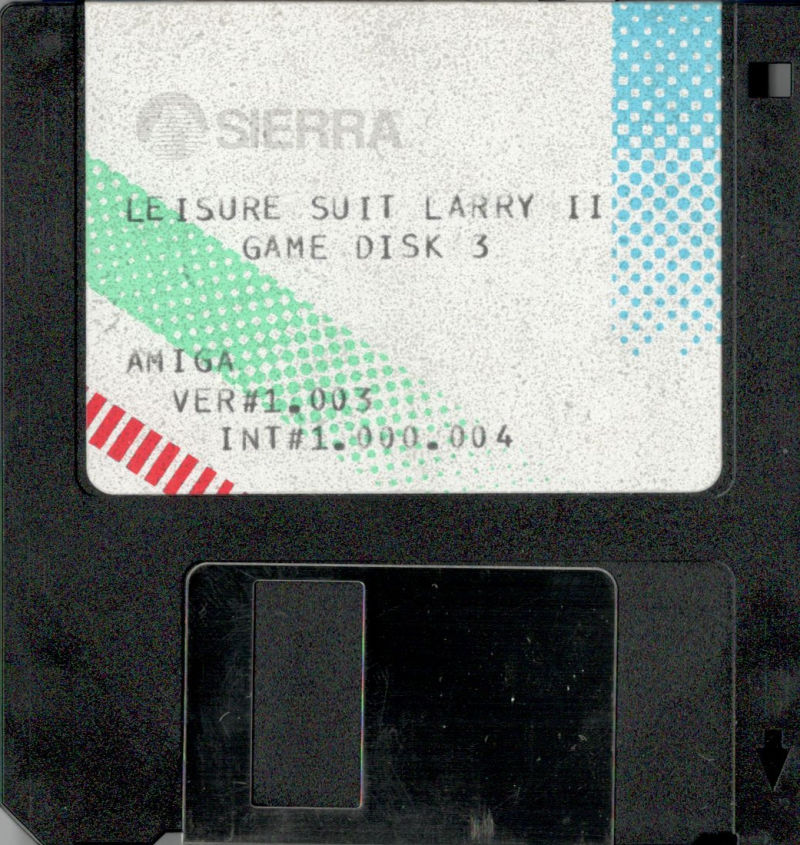 SIERRA
LEISURE SUIT LARRY II
GAME DISK 3
AMIGA
VER#1.003
INT#1.000.004